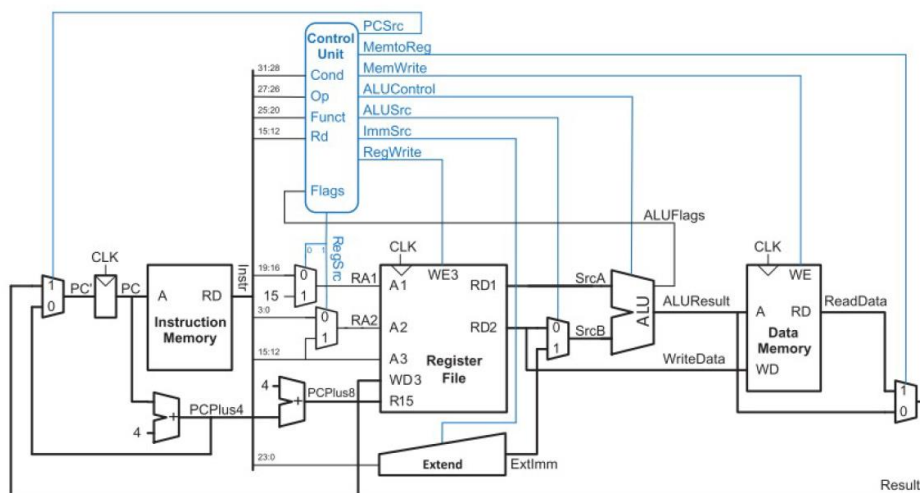 PCSrc
Control Unit
MemtoReg
31:28
Cond
MemWrite
27:26
Op
ALUControl
25:20
Funct
ALUSrc
15:12
Rd
ImmSrc
RegWrite
Flags
ALUFlags
RegSrc
0 1
Instr
CLK
1
0
PC'
PC
A
RD
Instruction Memory
19:16
0
15
1
RA1
3:0
0
1
RA2
15:12
CLK
WE3
A1
RD1
A2
RD2
A3
WD3
R15
Register File
SrcA
0
1
SrcB
ALU
ALUResult
WriteData
CLK
WE
A
RD
Data Memory
WD
ReadData
1
0
4
+
PCPlus4
4
+
PCPlus8
23:0
Extend
ExtImm
Result